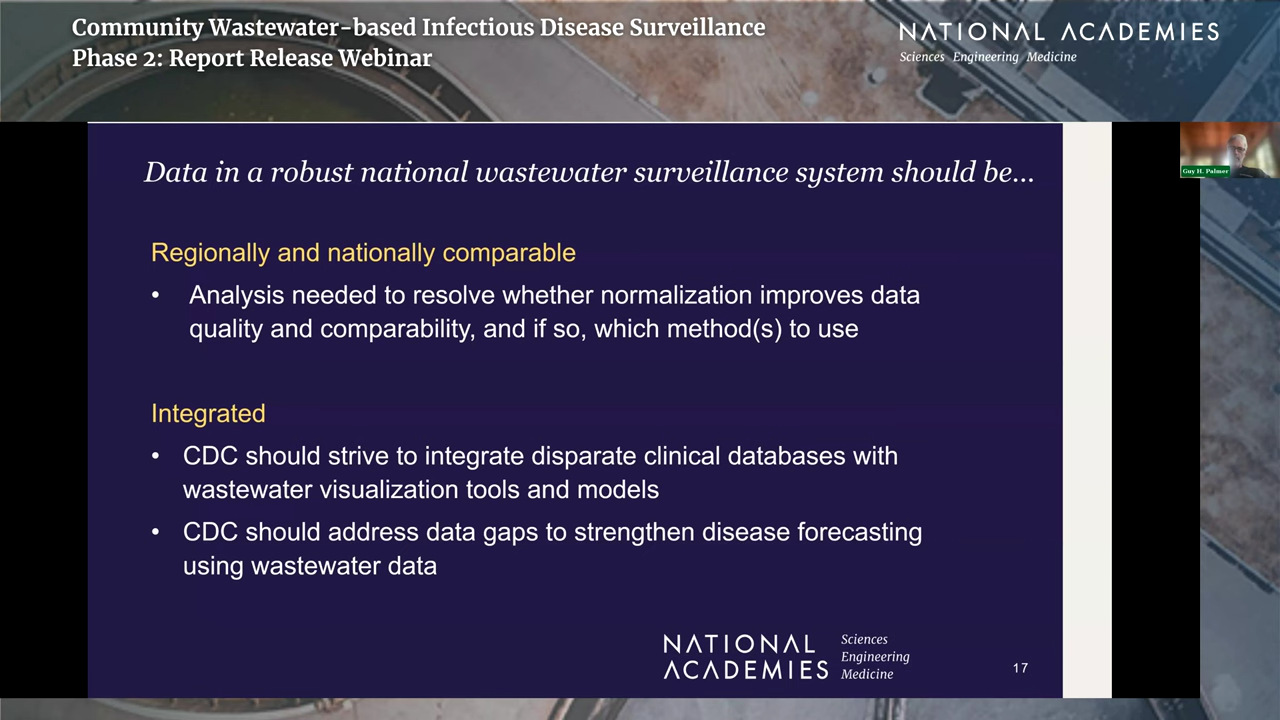 Community Wastewater-based Infectious Disease Surveillance
Phase 2: Report Release Webinar
NATIONAL ACADEMIES
Sciences Engineering Medicine
Guy H. Palmer
Data in a robust national wastewater surveillance system should be...
Regionally and nationally comparable
• Analysis needed to resolve whether normalization improves data
quality and comparability, and if so, which method(s) to use
Integrated
• CDC should strive to integrate disparate clinical databases with
wastewater visualization tools and models
• CDC should address data gaps to strengthen disease forecasting
using wastewater data
NATIONAL
ACADEMIES
Sciences
Engineering
Medicine
17